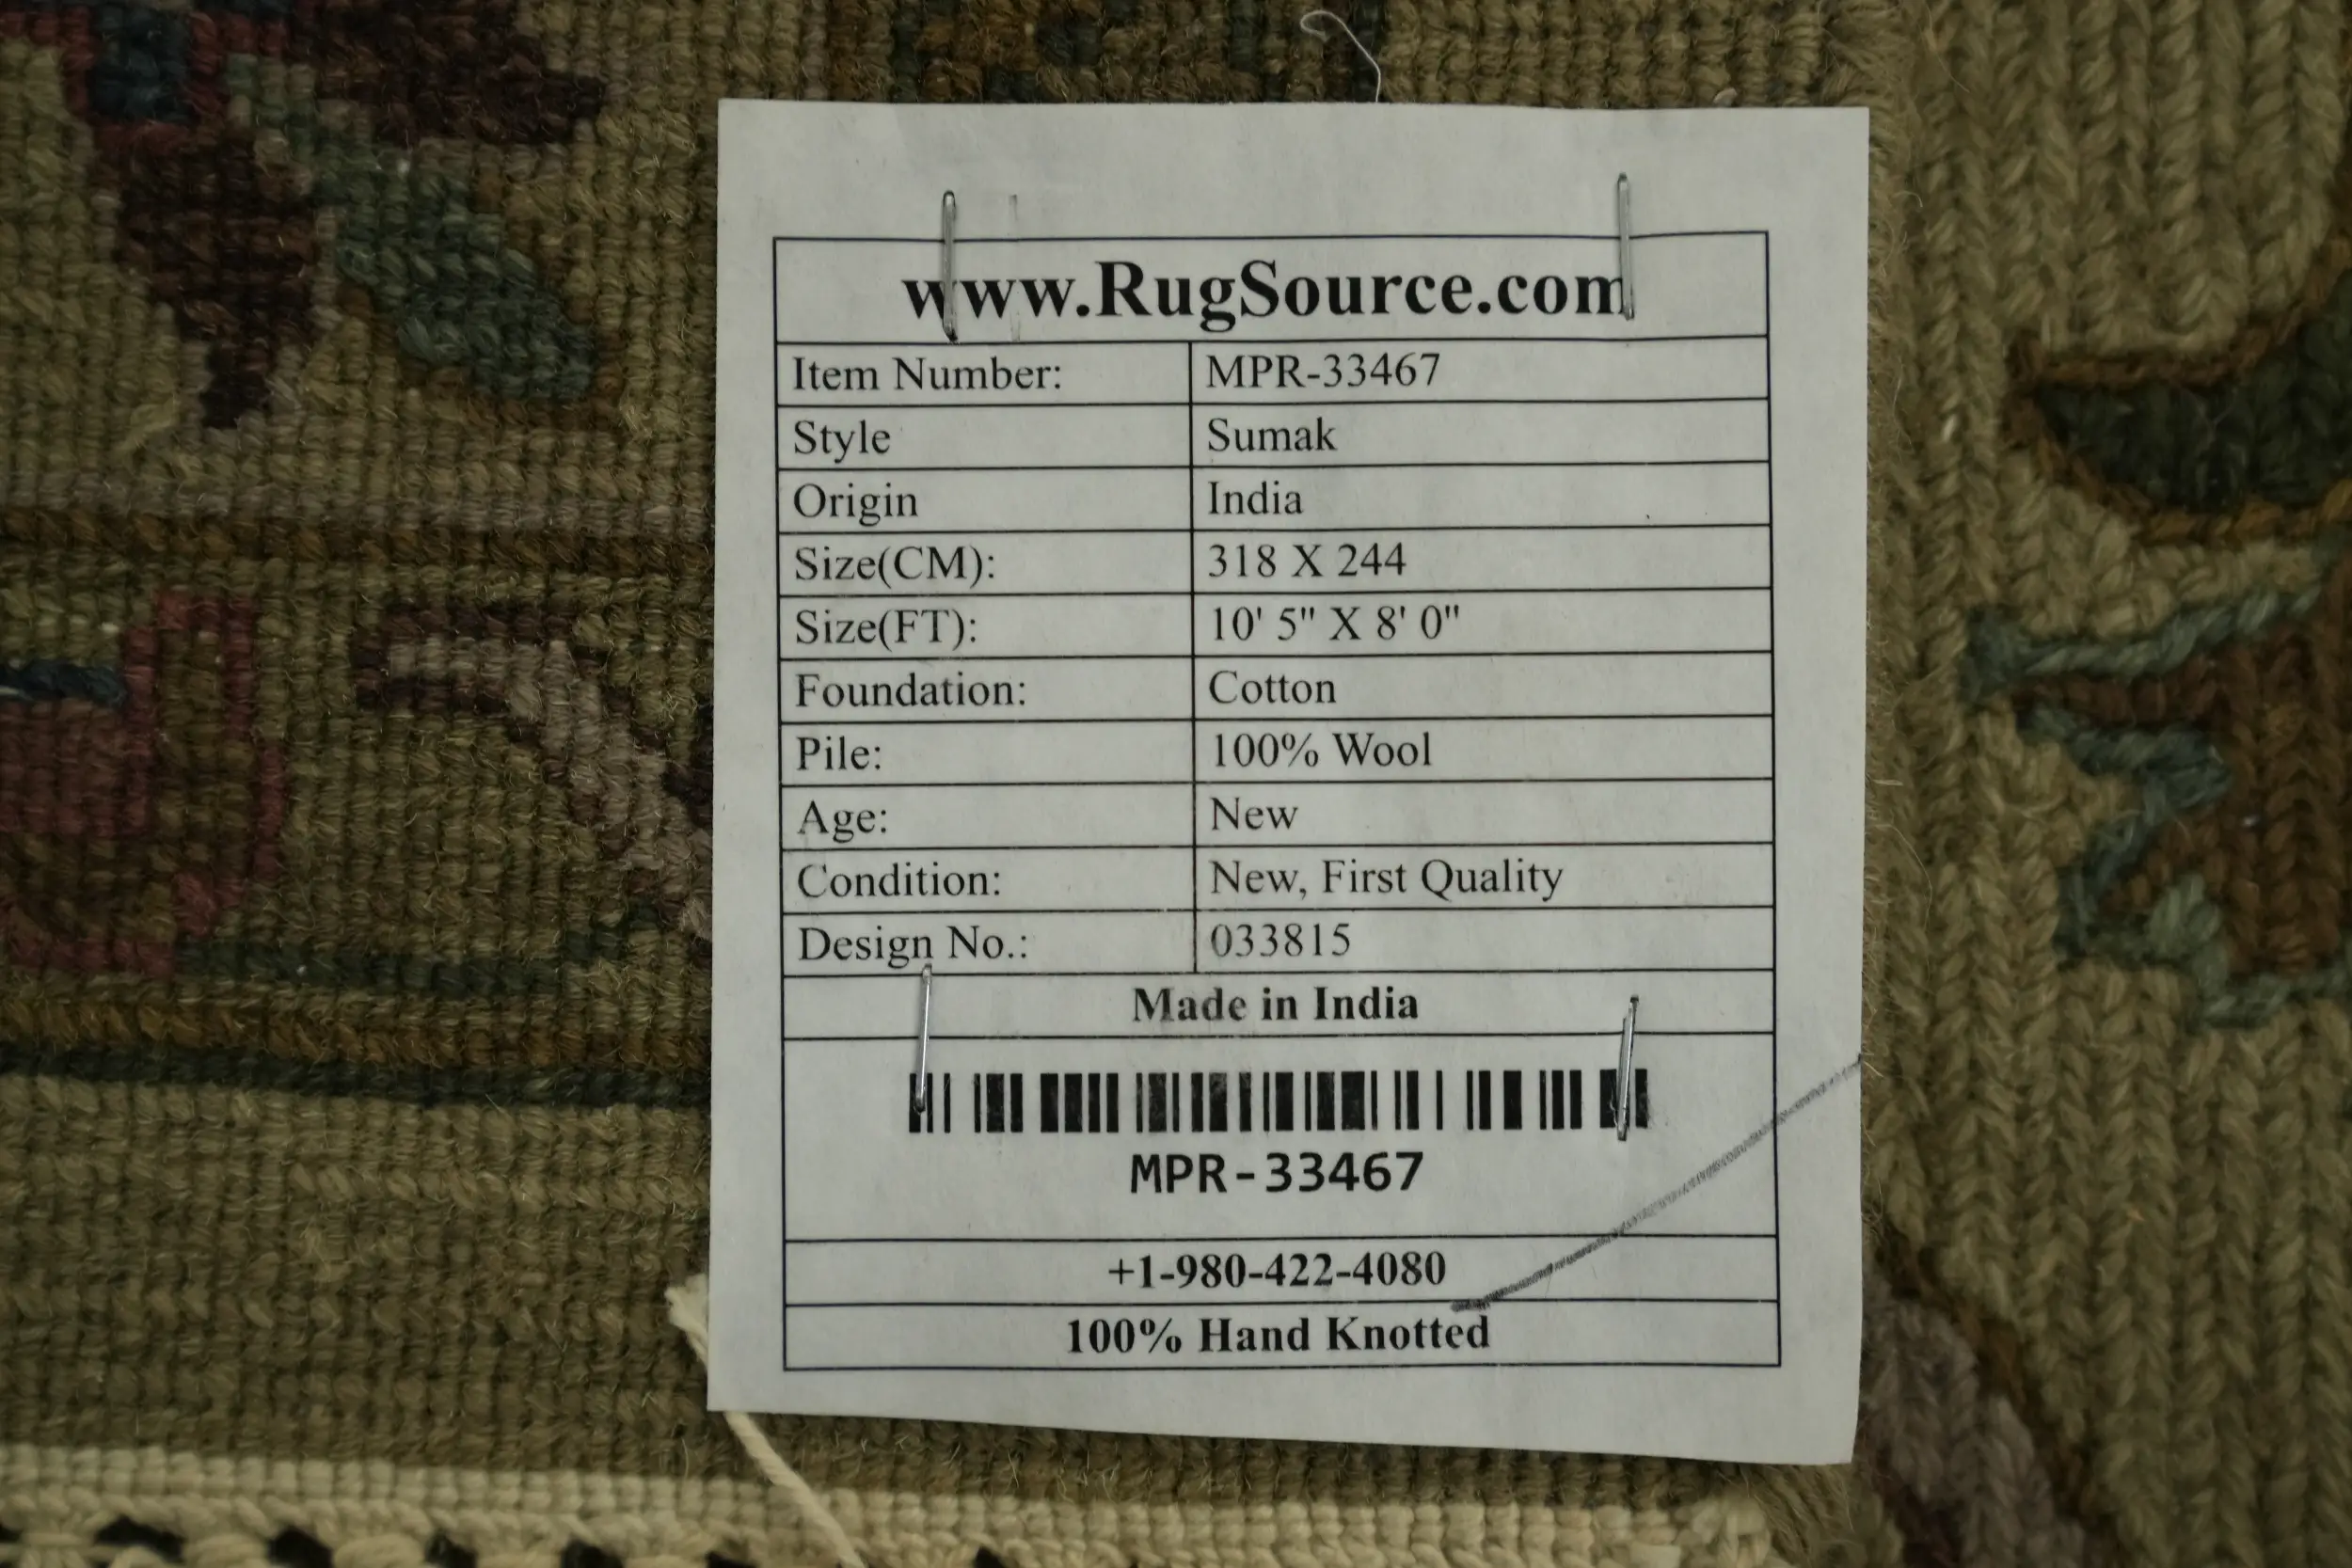 www.RugSource.com
Item Number: MPR-33467
Style Sumak
Origin India
Size(CM): 318 X 244
Size(FT): 10' 5" X 8' 0"
Foundation: Cotton
Pile: 100% Wool
Age: New
Condition: New, First Quality
Design No.: 033815
Made in India
MPR-33467
+1-980-422-4080
100% Hand Knotted